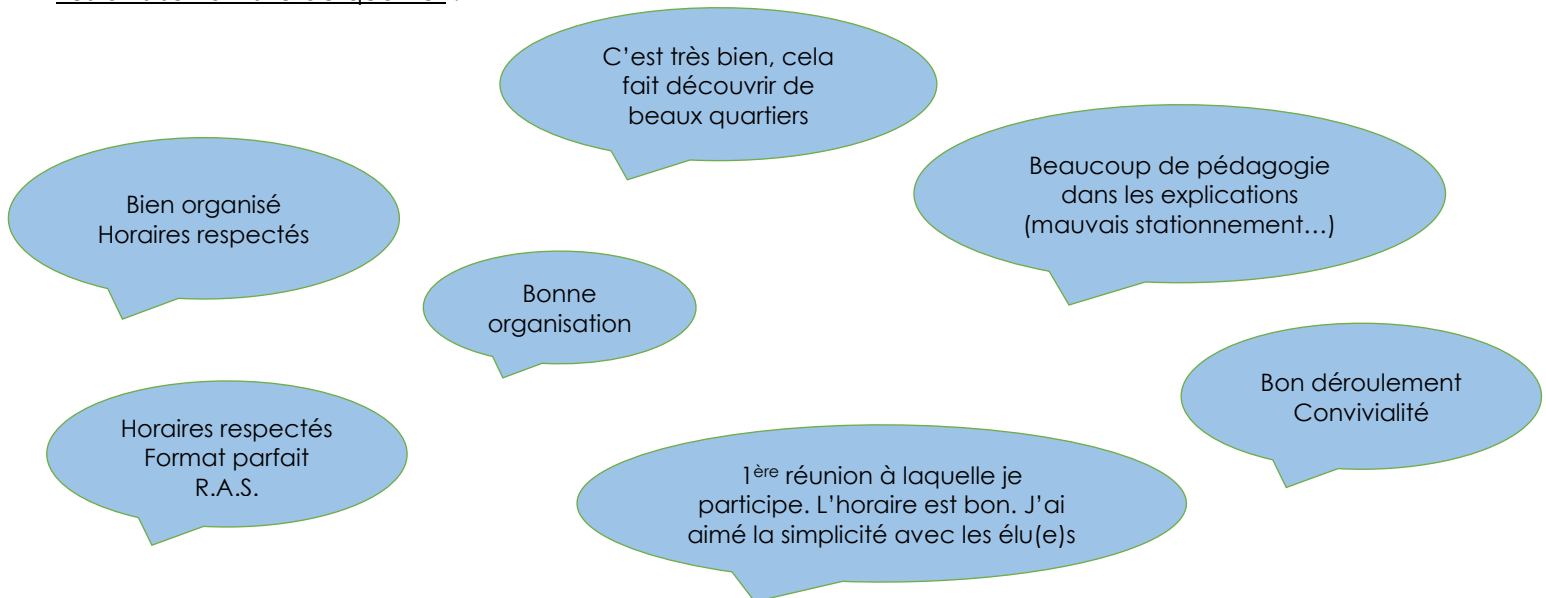 C'est très bien, cela
fait découvrir de
beaux quartiers
Beaucoup de pédagogie
dans les explications
(mauvais stationnement…)
Bien organisé
Horaires respectés
Bonne
organisation
Bon déroulement
Convivialité
Horaires respectés
Format parfait
R.A.S.
1ère réunion à laquelle je
participe. L'horaire est bon. J'ai
aimé la simplicité avec les élu(e)s